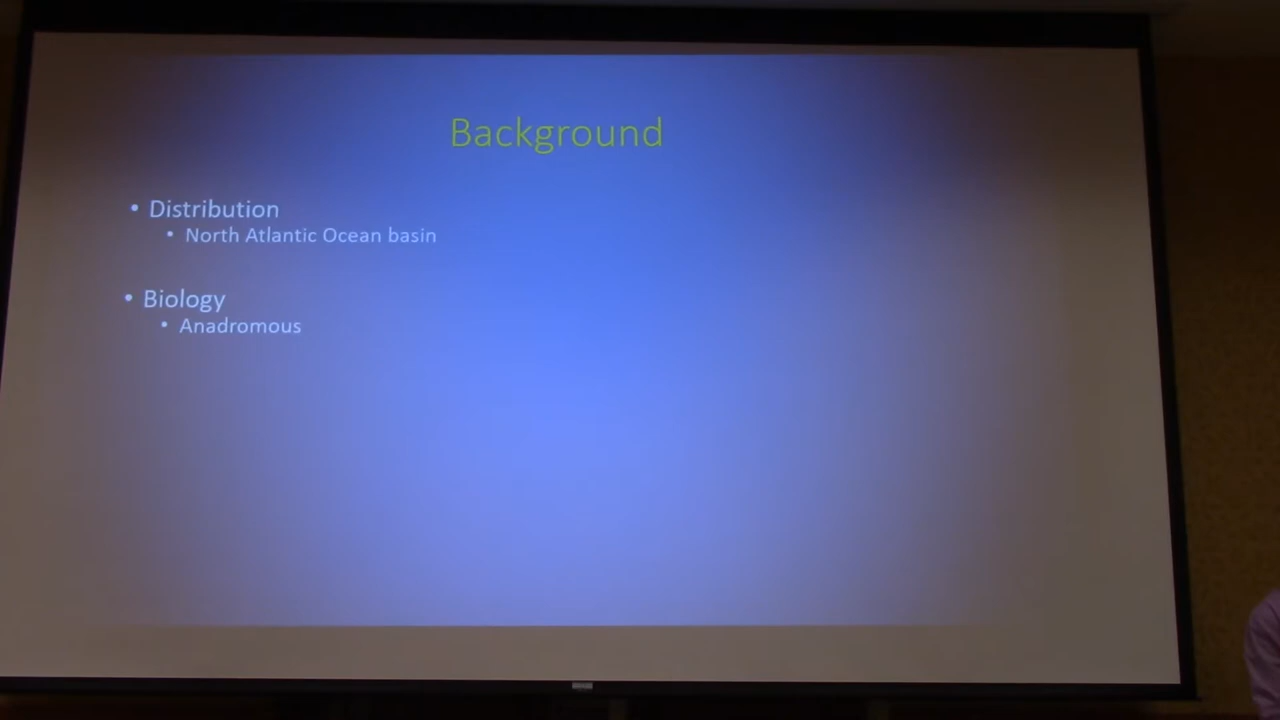 Background
• Distribution
• North Atlantic Ocean basin
• Biology
• Anadromous